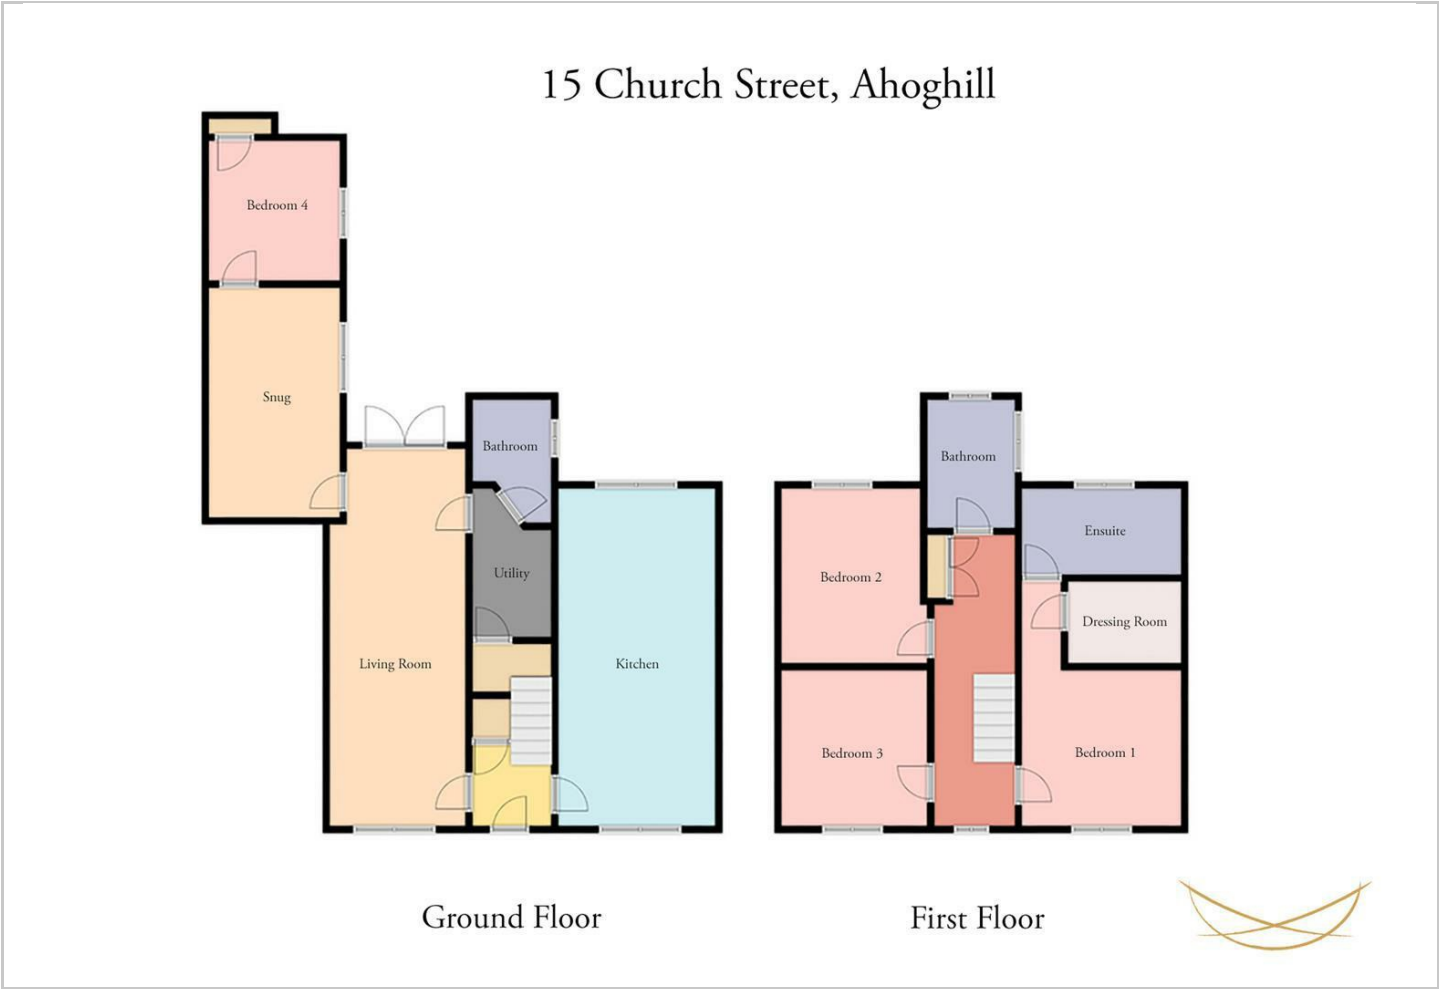 15 Church Street, Ahoghill
Bedroom 4
Snug
Bathroom
Utility
Living Room
Kitchen
Bathroom
Ensuite
Bedroom 2
Dressing Room
Bedroom 3
Bedroom 1
Ground Floor
First Floor